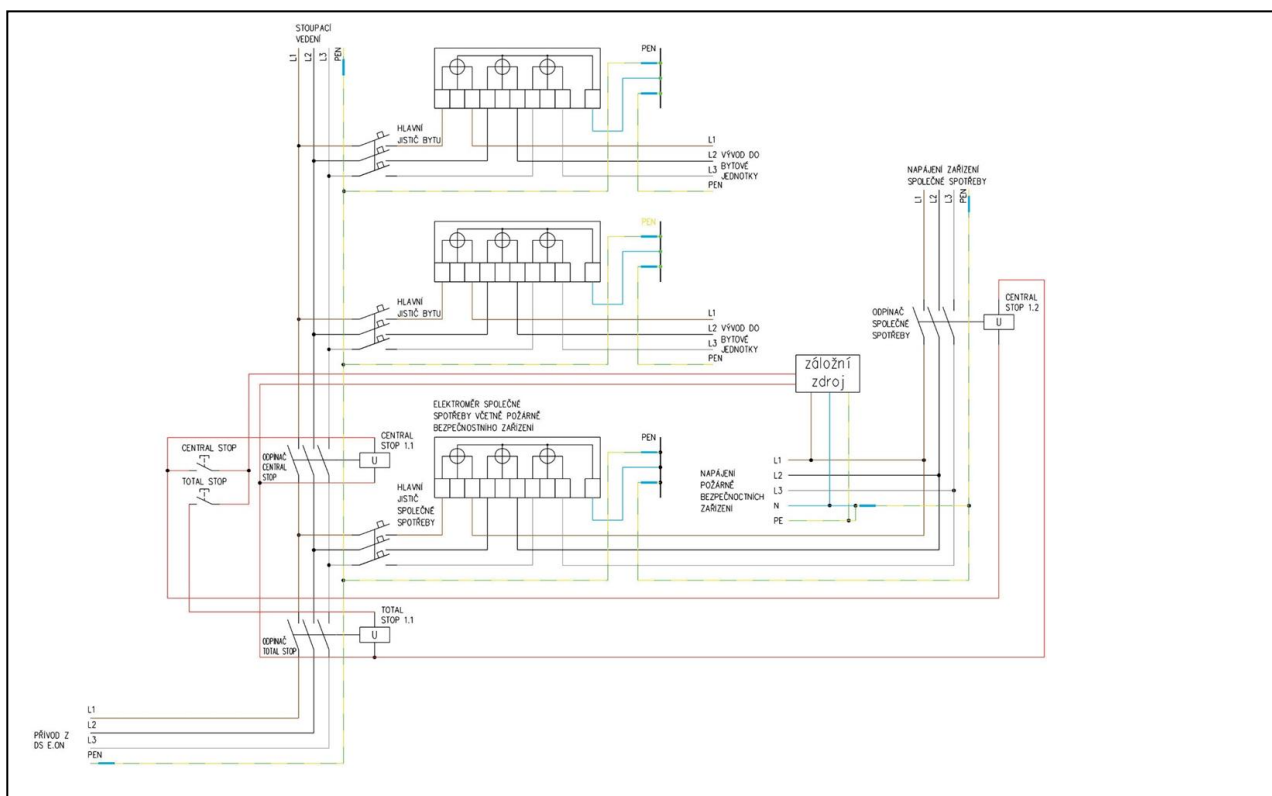 STOUPACÍ
VEDENÍ
L1
L2
L3
PEN
PEN
HLAVNÍ
JISTIČ BYTU
L1
L2 VÝVOD DO
BYTOVÉ
L3 JEDNOTKY
PEN
NAPÁJENÍ ZAŘÍZENÍ
SPOLEČNÉ SPOTŘEBY
L1
L2
L3
PEN
PEN
HLAVNÍ
JISTIČ BYTU
L1
L2 VÝVOD DO
BYTOVÉ
L3 JEDNOTKY
PEN
ODPÍNAČ
SPOLEČNÉ
SPOTŘEBY
U
CENTRAL
STOP 1.2
záložní
zdroj
ELEKTROMĚR SPOLEČNÉ
SPOTŘEBY VČETNĚ POŽÁRNĚ
BEZPEČNOSTNIHO ZAŘÍZENÍ
CENTRAL STOP
TOTAL STOP
ODPÍNAČ
CENTRAL
STOP
U
CENTRAL
STOP 1.1
PEN
HLAVNÍ
JISTIČ
SPOLEČNÉ
SPOTŘEBY
NAPÁJENÍ
POŽÁRNĚ
BEZPEČNOCTNÍCH
ZAŘÍZENÍ
L1
L2
L3
N
PE
ODPÍNAČ
TOTAL STOP
U
TOTAL
STOP 1.1
PŘÍVOD Z
DS E.ON
L1
L2
L3
PEN